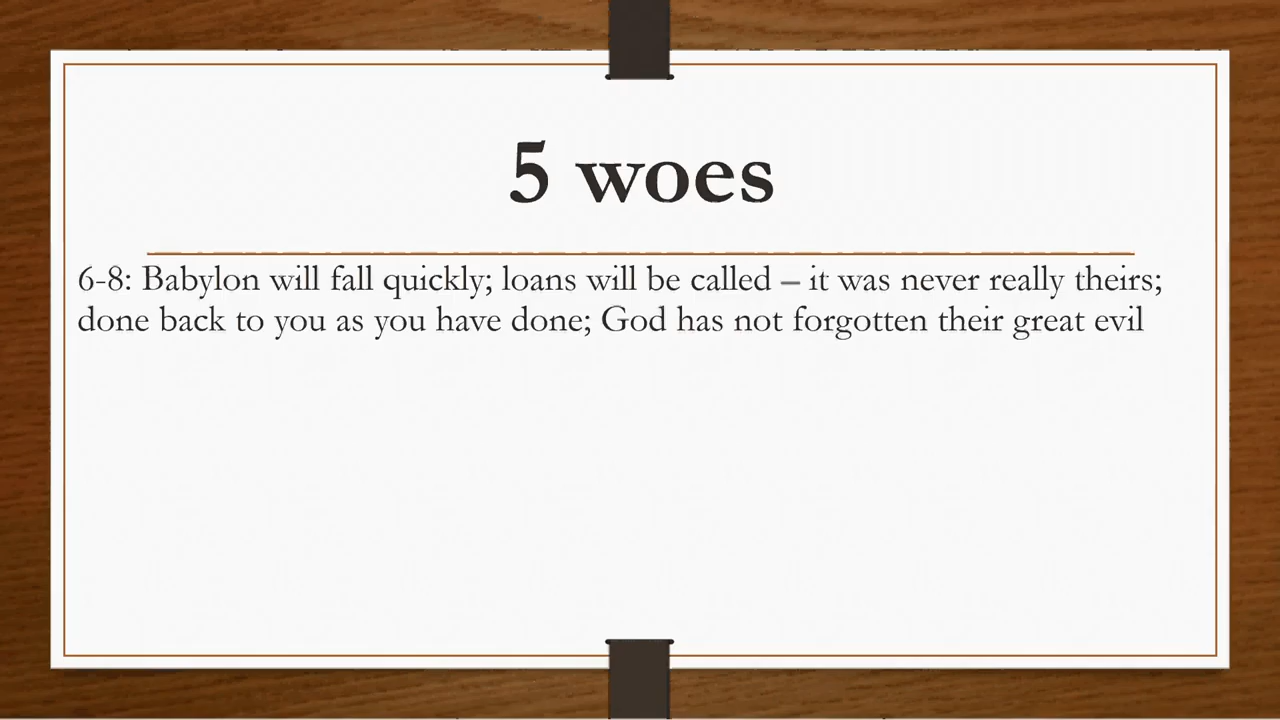 5 woes
6-8: Babylon will fall quickly; loans will be called – it was never really theirs;
done back to you as you have done; God has not forgotten their great evil